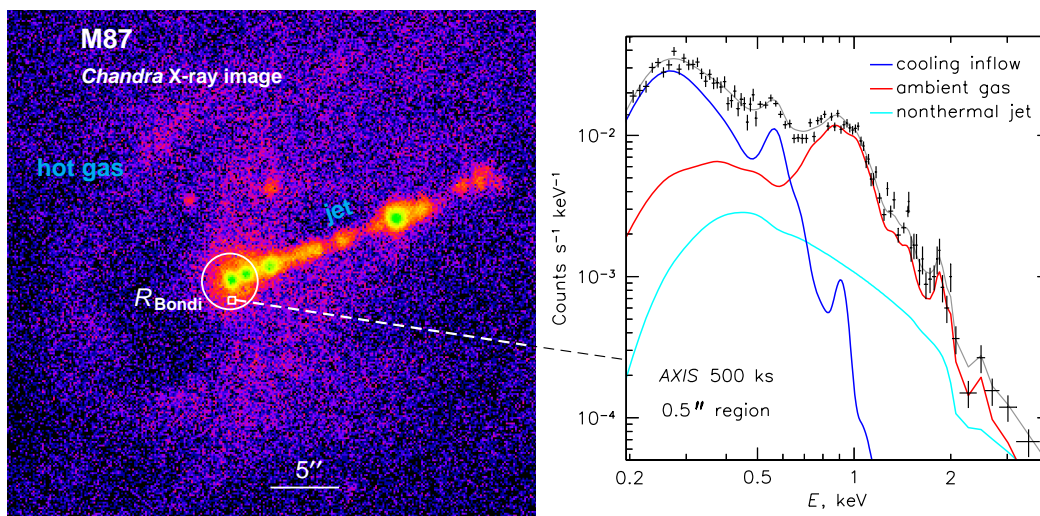 M87
Chandra X-ray image
hot gas
jet
R Bondi
5′′
cooling inflow
ambient gas
nonthermal jet
Counts s⁻¹ keV⁻¹
10⁻²
10⁻³
10⁻⁴
AXIS 500 ks
0.5″ region
0.2 0.5 1 2
E, keV